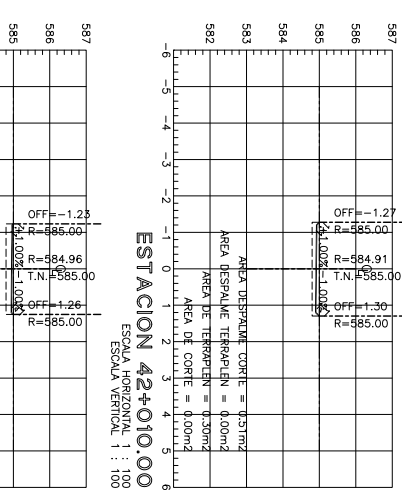 585
586
587
OFF=-1.23
R=585.00
+1.00%
-1.00%
R=584.96
T.N.=585.00
OFF=1.26
R=585.00
-6
-5
-4
-3
-2
-1
0
1
2
3
4
5
6
582
583
584
585
586
587
OFF=-1.27
R=585.00
+1.00%
-1.00%
R=584.91
T.N.=585.00
OFF=1.30
R=585.00
AREA DESPALME CORTE = 0.51m2
AREA DESPALME TERRAPLEN = 0.00m2
AREA DE TERRAPLEN = 0.30m2
AREA DE CORTE = 0.00m2
ESTACION 42+010.00
ESCALA HORIZONTAL 1 : 100
ESCALA VERTICAL 1 : 100